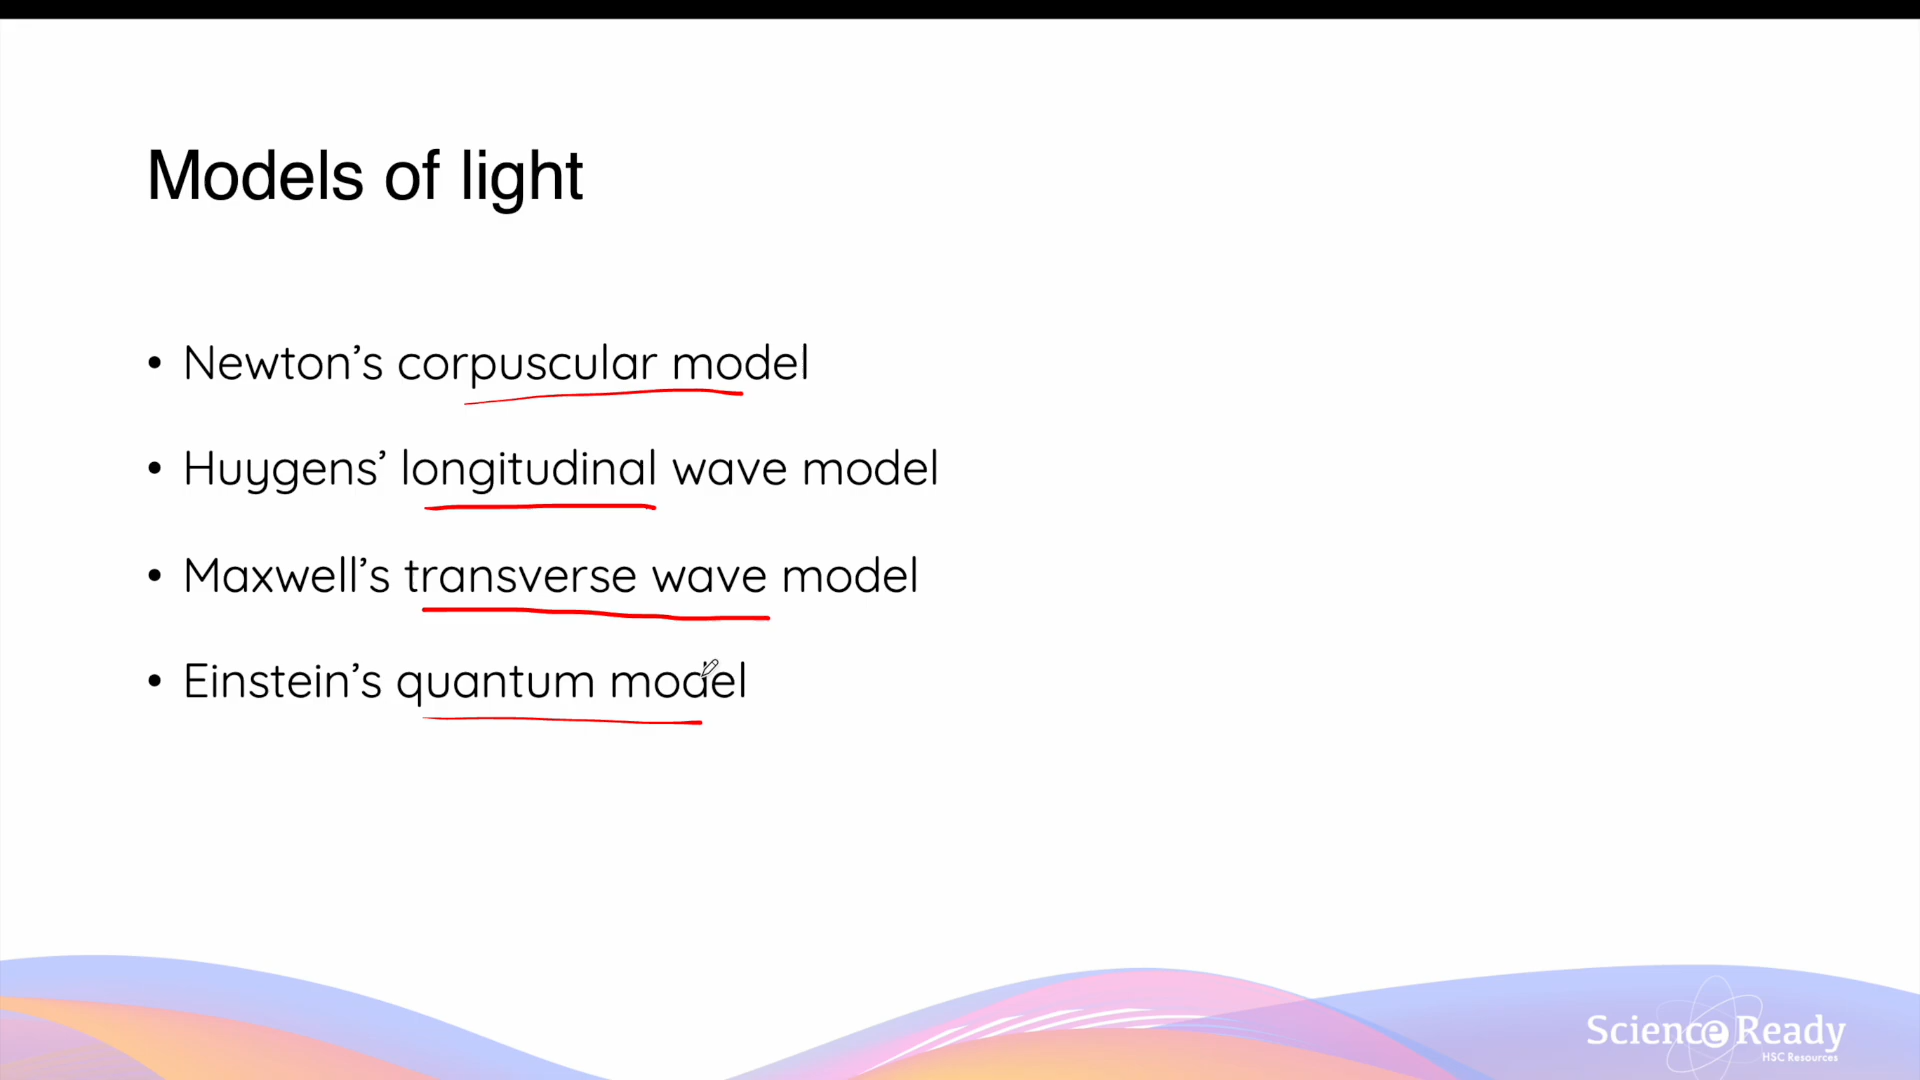 Models of light
• Newton’s corpuscular model
• Huygens’ longitudinal wave model
• Maxwell’s transverse wave model
• Einstein’s quantum model
Science Ready
HSC Resources